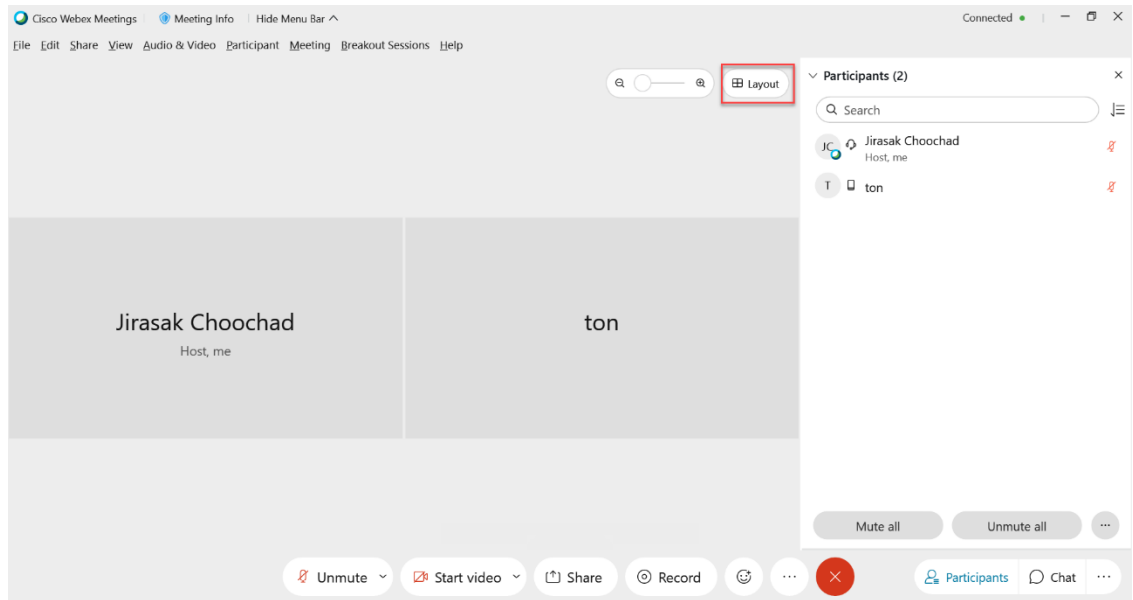 Cisco Webex Meetings Meeting Info Hide Menu Bar Connected
File Edit Share View Audio & Video Participant Meeting Breakout Sessions Help
Layout
Participants (2)
Search
JC Jirasak Choochad
Host, me
T ton
Jirasak Choochad
Host, me
ton
Mute all Unmute all
Unmute Start video Share Record Participants Chat